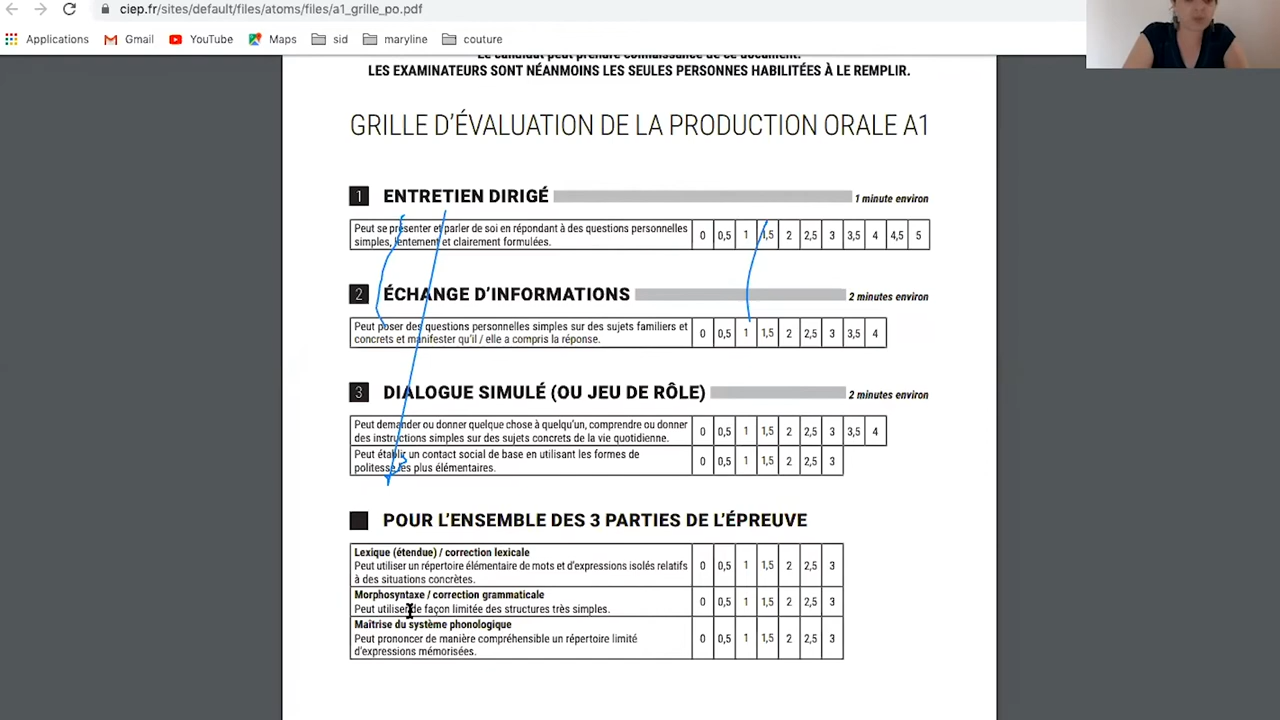 ciep.fr/sites/default/files/atoms/files/a1_grille_po.pdf
Applications Gmail YouTube Maps sid maryline couture
Le candidat peut prendre connaissance de ce document.
LES EXAMINATEURS SONT NÉANMOINS LES SEULES PERSONNES HABILITÉES À LE REMPLIR.
GRILLE D'ÉVALUATION DE LA PRODUCTION ORALE A1
1 ENTRETIEN DIRIGÉ 1 minute environ
Peut se présenter et parler de soi en répondant à des questions personnelles
simples, lentement et clairement formulées.
0 0,5 1 1,5 2 2,5 3 3,5 4 4,5 5
2 ÉCHANGE D'INFORMATIONS 2 minutes environ
Peut poser des questions personnelles simples sur des sujets familiers et
concrets et manifester qu'il / elle a compris la réponse.
0 0,5 1 1,5 2 2,5 3 3,5 4
3 DIALOGUE SIMULÉ (OU JEU DE RÔLE) 2 minutes environ
Peut demander ou donner quelque chose à quelqu'un, comprendre ou donner
des instructions simples sur des sujets concrets de la vie quotidienne.
0 0,5 1 1,5 2 2,5 3 3,5 4
Peut établir un contact social de base en utilisant les formes de
politesse les plus élémentaires.
0 0,5 1 1,5 2 2,5 3
POUR L'ENSEMBLE DES 3 PARTIES DE L'ÉPREUVE
Lexique (étendue) / correction lexicale
Peut utiliser un répertoire élémentaire de mots et d'expressions isolés relatifs
à des situations concrètes.
0 0,5 1 1,5 2 2,5 3
Morphosyntaxe / correction grammaticale
Peut utiliser de façon limitée des structures très simples.
0 0,5 1 1,5 2 2,5 3
Maîtrise du système phonologique
Peut prononcer de manière compréhensible un répertoire limité
d'expressions mémorisées.
0 0,5 1 1,5 2 2,5 3